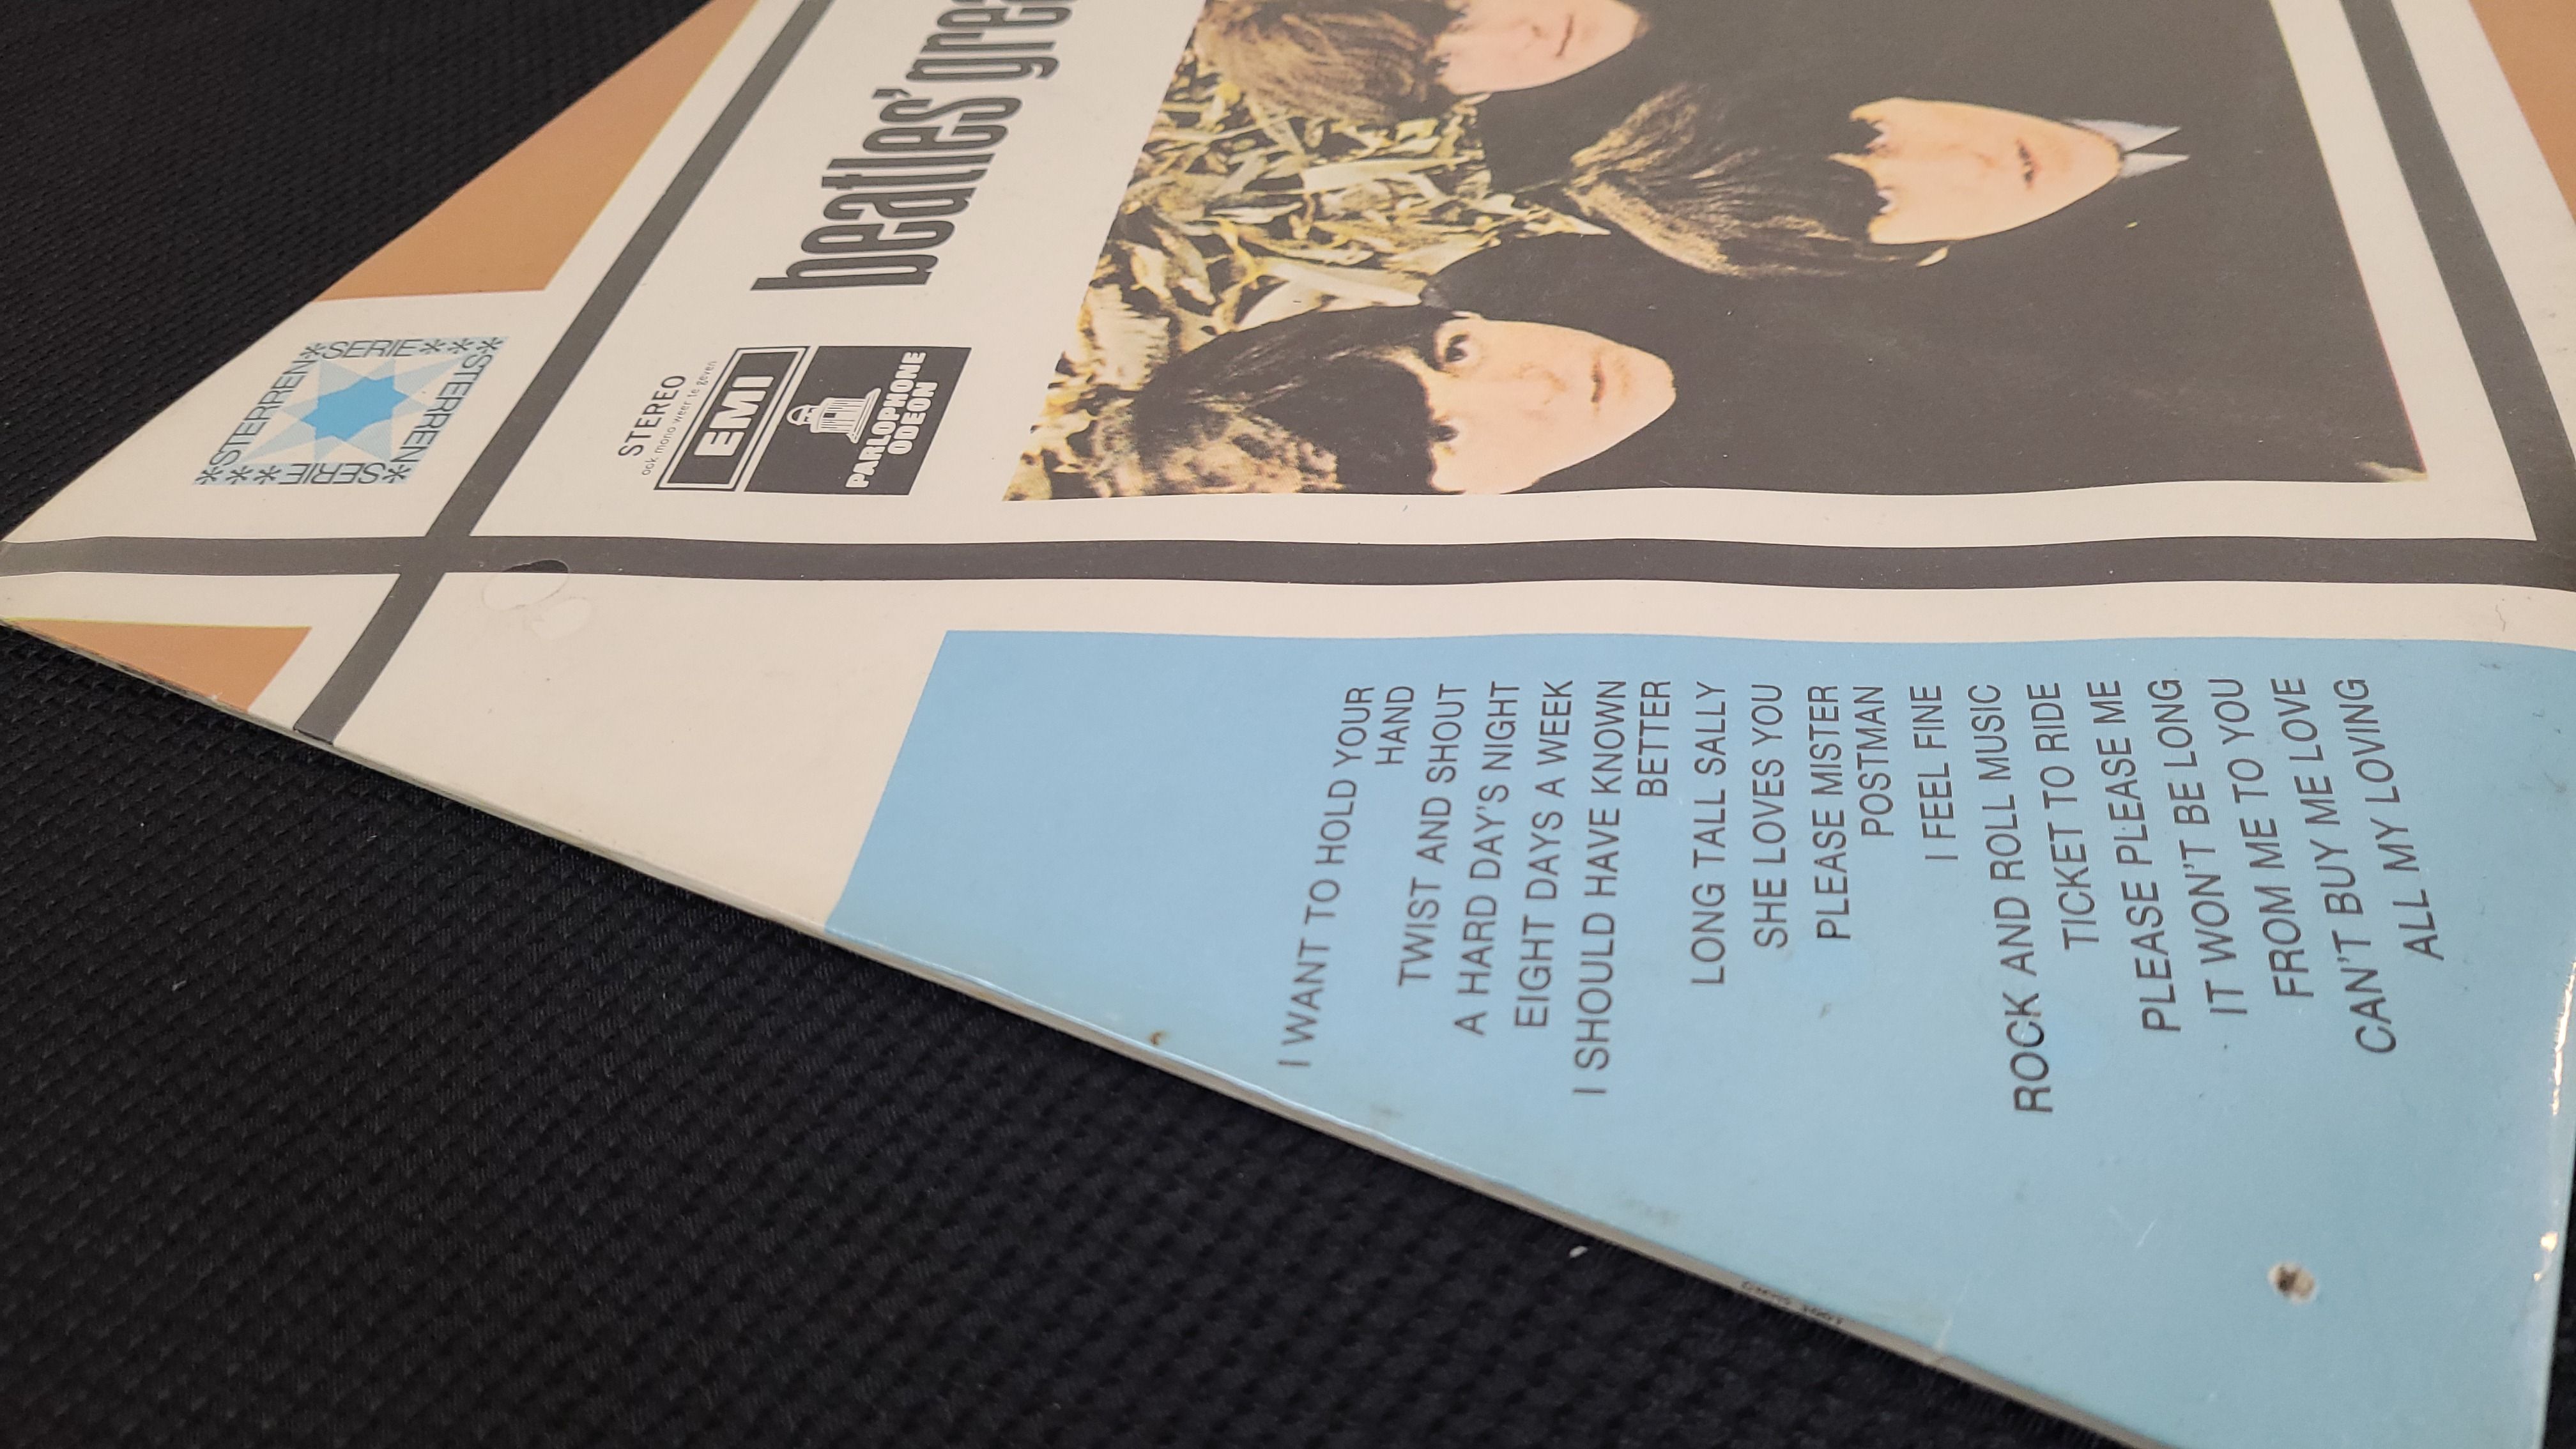 *STERREN*
SERIE***
*STERREN*
SERIE***
STEREO
ook mono weer te geven
EMI
PARLOPHONE
ODEON
beatles' grea
I WANT TO HOLD YOUR
HAND
TWIST AND SHOUT
A HARD DAY'S NIGHT
EIGHT DAYS A WEEK
I SHOULD HAVE KNOWN
BETTER
LONG TALL SALLY
SHE LOVES YOU
PLEASE MISTER
POSTMAN
I FEEL FINE
ROCK AND ROLL MUSIC
TICKET TO RIDE
PLEASE PLEASE ME
IT WON'T BE LONG
FROM ME TO YOU
CAN'T BUY ME LOVE
ALL MY LOVING